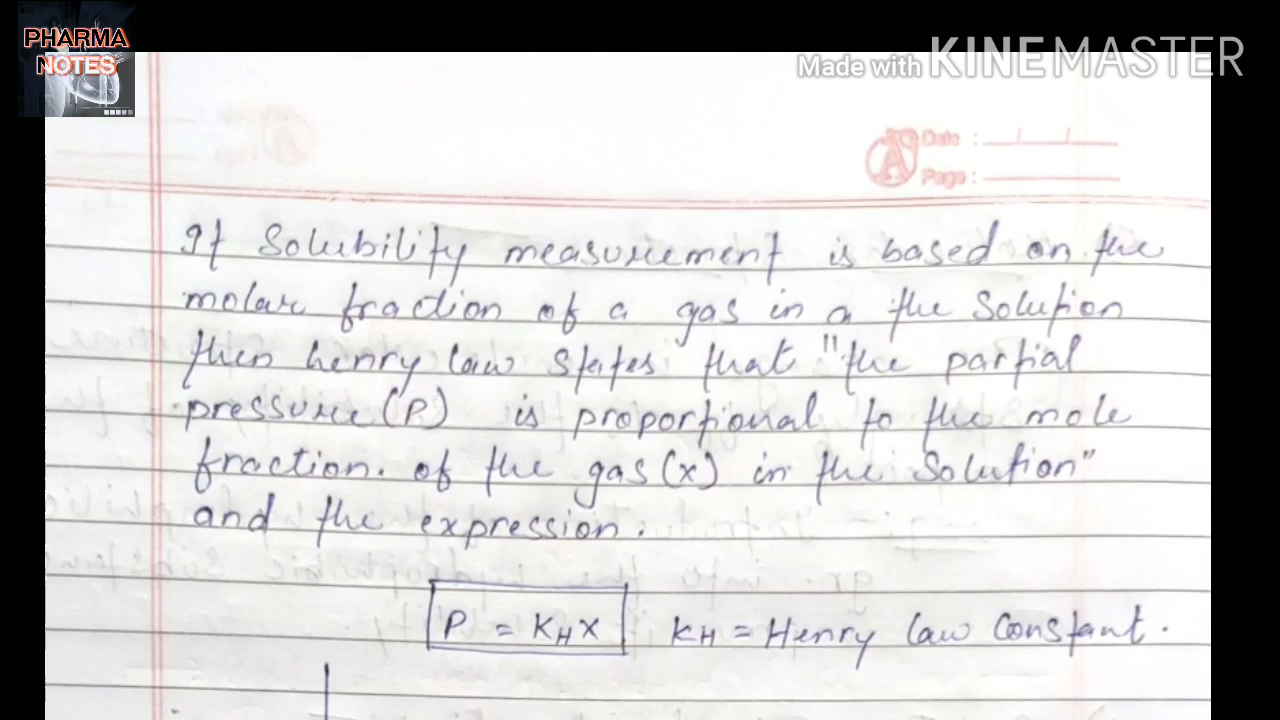 PHARMA
NOTES
Made with KINEMASTER
Date :
Page :
If Solubility measurement is based on the
molar fraction of a gas in a the Solution
then henry law states that "the partial
pressure (P) is proportional to the mole
fraction. of the gas (x) in the Solution"
and the expression.
P = KHX KH = Henry law Constant.